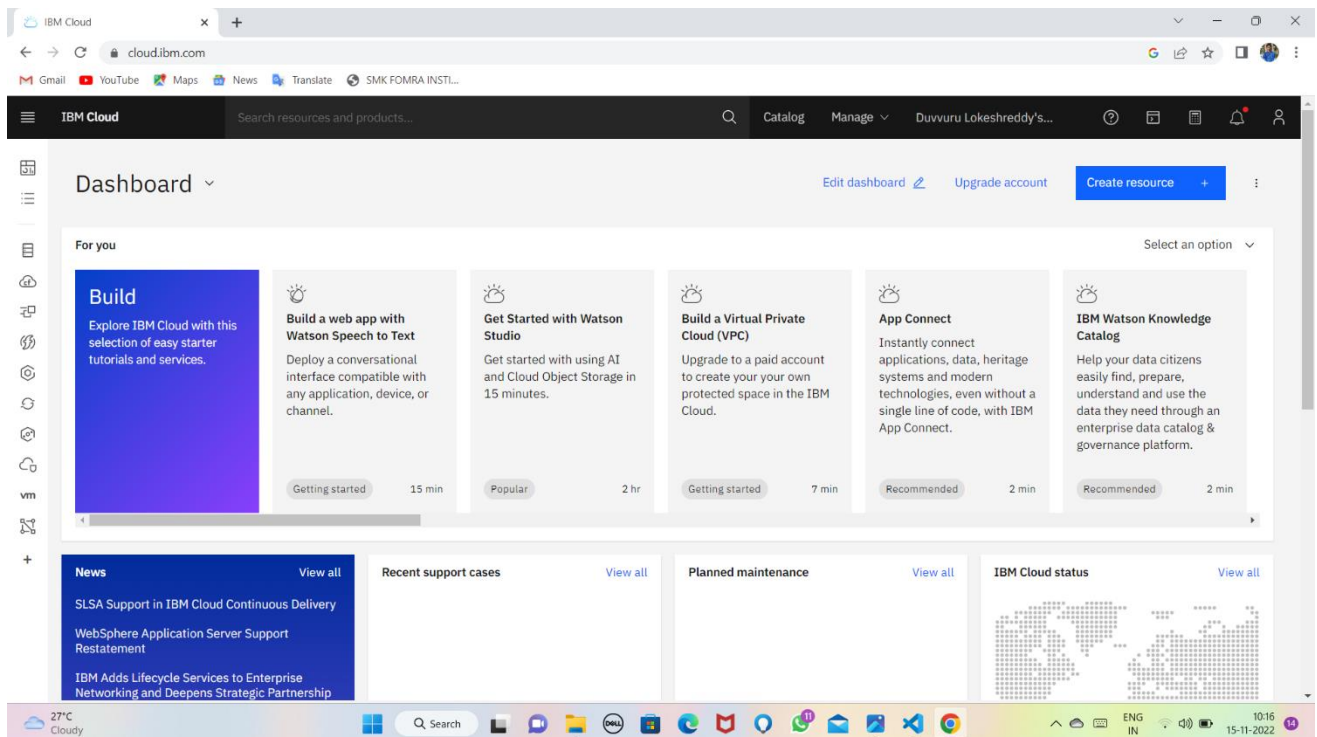 IBM Cloud
cloud.ibm.com
G
Gmail YouTube Maps News Translate SMK FOMRA INSTI...
IBM Cloud Search resources and products... Catalog Manage Duvvuru Lokeshreddy's...
Dashboard Edit dashboard Upgrade account Create resource +
For you Select an option
Build
Explore IBM Cloud with this
selection of easy starter
tutorials and services.
Build a web app with
Watson Speech to Text
Deploy a conversational
interface compatible with
any application, device, or
channel.
Getting started 15 min
Get Started with Watson
Studio
Get started with using AI
and Cloud Object Storage in
15 minutes.
Popular 2 hr
Build a Virtual Private
Cloud (VPC)
Upgrade to a paid account
to create your your own
protected space in the IBM
Cloud.
Getting started 7 min
App Connect
Instantly connect
applications, data, heritage
systems and modern
technologies, even without a
single line of code, with IBM
App Connect.
Recommended 2 min
IBM Watson Knowledge
Catalog
Help your data citizens
easily find, prepare,
understand and use the
data they need through an
enterprise data catalog &
governance platform.
Recommended 2 min
vm
News View all
SLSA Support in IBM Cloud Continuous Delivery
WebSphere Application Server Support
Restatement
IBM Adds Lifecycle Services to Enterprise
Networking and Deepens Strategic Partnership
Recent support cases View all
Planned maintenance View all
IBM Cloud status View all
27°C
Cloudy
Search
DELL
11
ENG
IN
10:16
15-11-2022
14